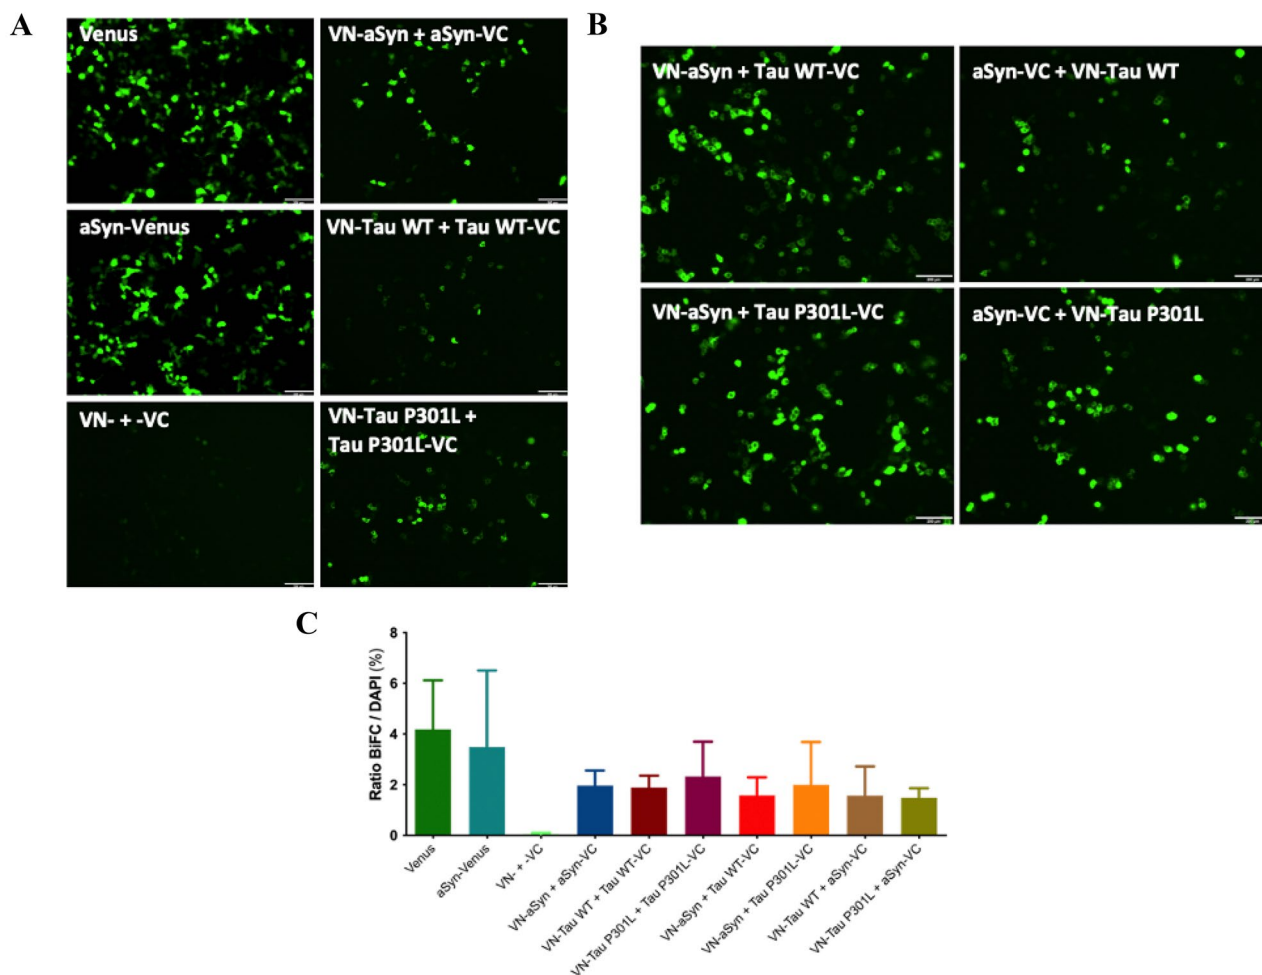 A
Venus
VN-aSyn + aSyn-VC
aSyn-Venus
VN-Tau WT + Tau WT-VC
VN- + -VC
VN-Tau P301L +
Tau P301L-VC
B
VN-aSyn + Tau WT-VC
aSyn-VC + VN-Tau WT
VN-aSyn + Tau P301L-VC
aSyn-VC + VN-Tau P301L
C
Ratio BiFC / DAPI (%)
8
6
4
2
0
Venus
aSyn-Venus
VN- + -VC
VN-aSyn + aSyn-VC
VN-Tau WT + Tau WT-VC
VN-Tau P301L + Tau P301L-VC
VN-aSyn + Tau WT-VC
VN-aSyn + Tau P301L-VC
VN-Tau WT + aSyn-VC
VN-Tau P301L + aSyn-VC